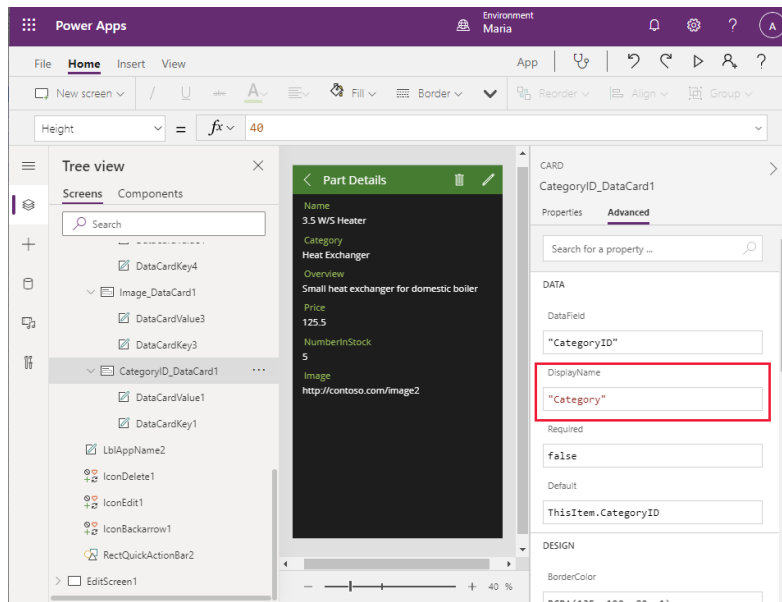 Power Apps
Environment
Maria
A
File Home Insert View
App
New screen
Fill
Border
Reorder
Align
Group
Height
=
fx
40
Tree view
Screens Components
Search
DataCardKey4
Image_DataCard1
DataCardValue3
DataCardKey3
CategoryID_DataCard1
DataCardValue1
DataCardKey1
LblAppName2
IconDelete1
IconEdit1
IconBackarrow1
RectQuickActionBar2
EditScreen1
Part Details
Name
3.5 W/S Heater
Category
Heat Exchanger
Overview
Small heat exchanger for domestic boiler
Price
125.5
NumberInStock
5
Image
http://contoso.com/image2
40 %
CARD
CategoryID_DataCard1
Properties Advanced
Search for a property ...
DATA
DataField
"CategoryID"
DisplayName
"Category"
Required
false
Default
ThisItem.CategoryID
DESIGN
BorderColor